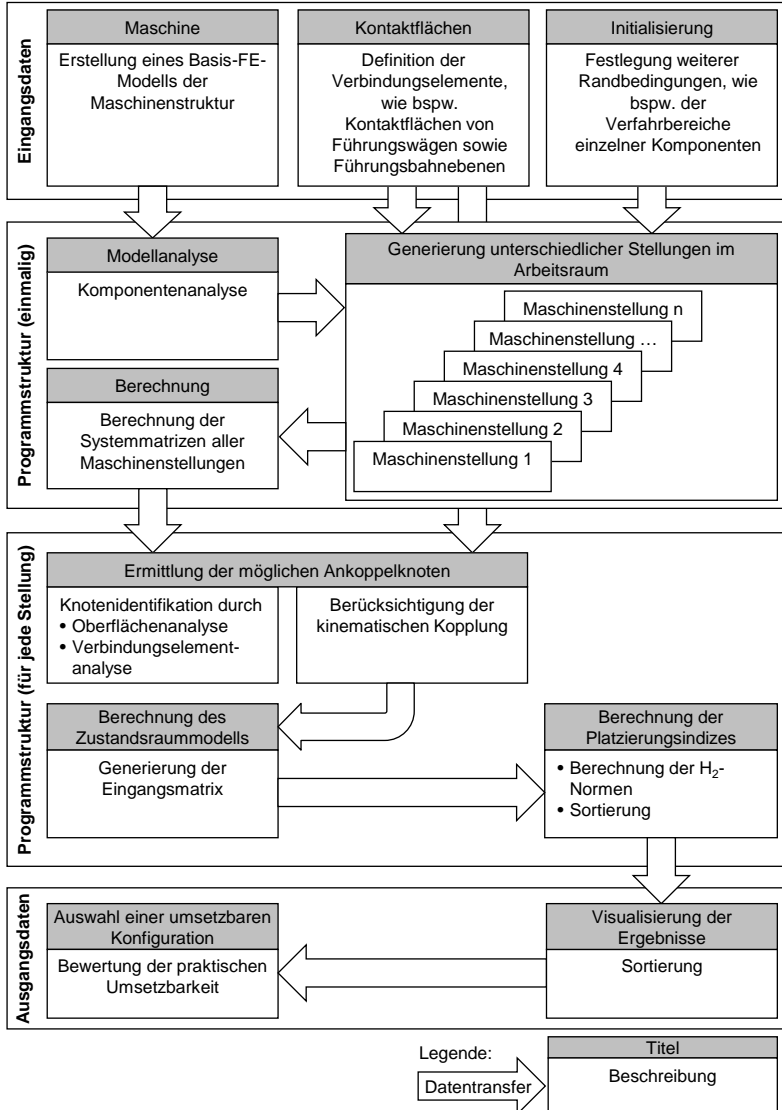 Eingangsdaten
Maschine
Erstellung eines Basis-FE-
Modells der
Maschinenstruktur
Kontaktflächen
Definition der
Verbindungselemente,
wie bspw.
Kontaktflächen von
Führungswägen sowie
Führungsbahnebenen
Initialisierung
Festlegung weiterer
Randbedingungen, wie
bspw. der
Verfahrbereiche
einzelner Komponenten
Programmstruktur (einmalig)
Modellanalyse
Komponentenanalyse
Generierung unterschiedlicher Stellungen im
Arbeitsraum
Maschinenstellung n
Maschinenstellung …
Maschinenstellung 4
Maschinenstellung 3
Maschinenstellung 2
Maschinenstellung 1
Berechnung
Berechnung der
Systemmatrizen aller
Maschinenstellungen
Programmstruktur (für jede Stellung)
Ermittlung der möglichen Ankoppelknoten
Knotenidentifikation durch
• Oberflächenanalyse
• Verbindungselement-
analyse
Berücksichtigung der
kinematischen Kopplung
Berechnung des
Zustandsraummodells
Generierung der
Eingangsmatrix
Berechnung der
Platzierungsindizes
• Berechnung der H₂-
Normen
• Sortierung
Ausgangsdaten
Auswahl einer umsetzbaren
Konfiguration
Bewertung der praktischen
Umsetzbarkeit
Visualisierung der
Ergebnisse
Sortierung
Legende:
Datentransfer
Titel
Beschreibung